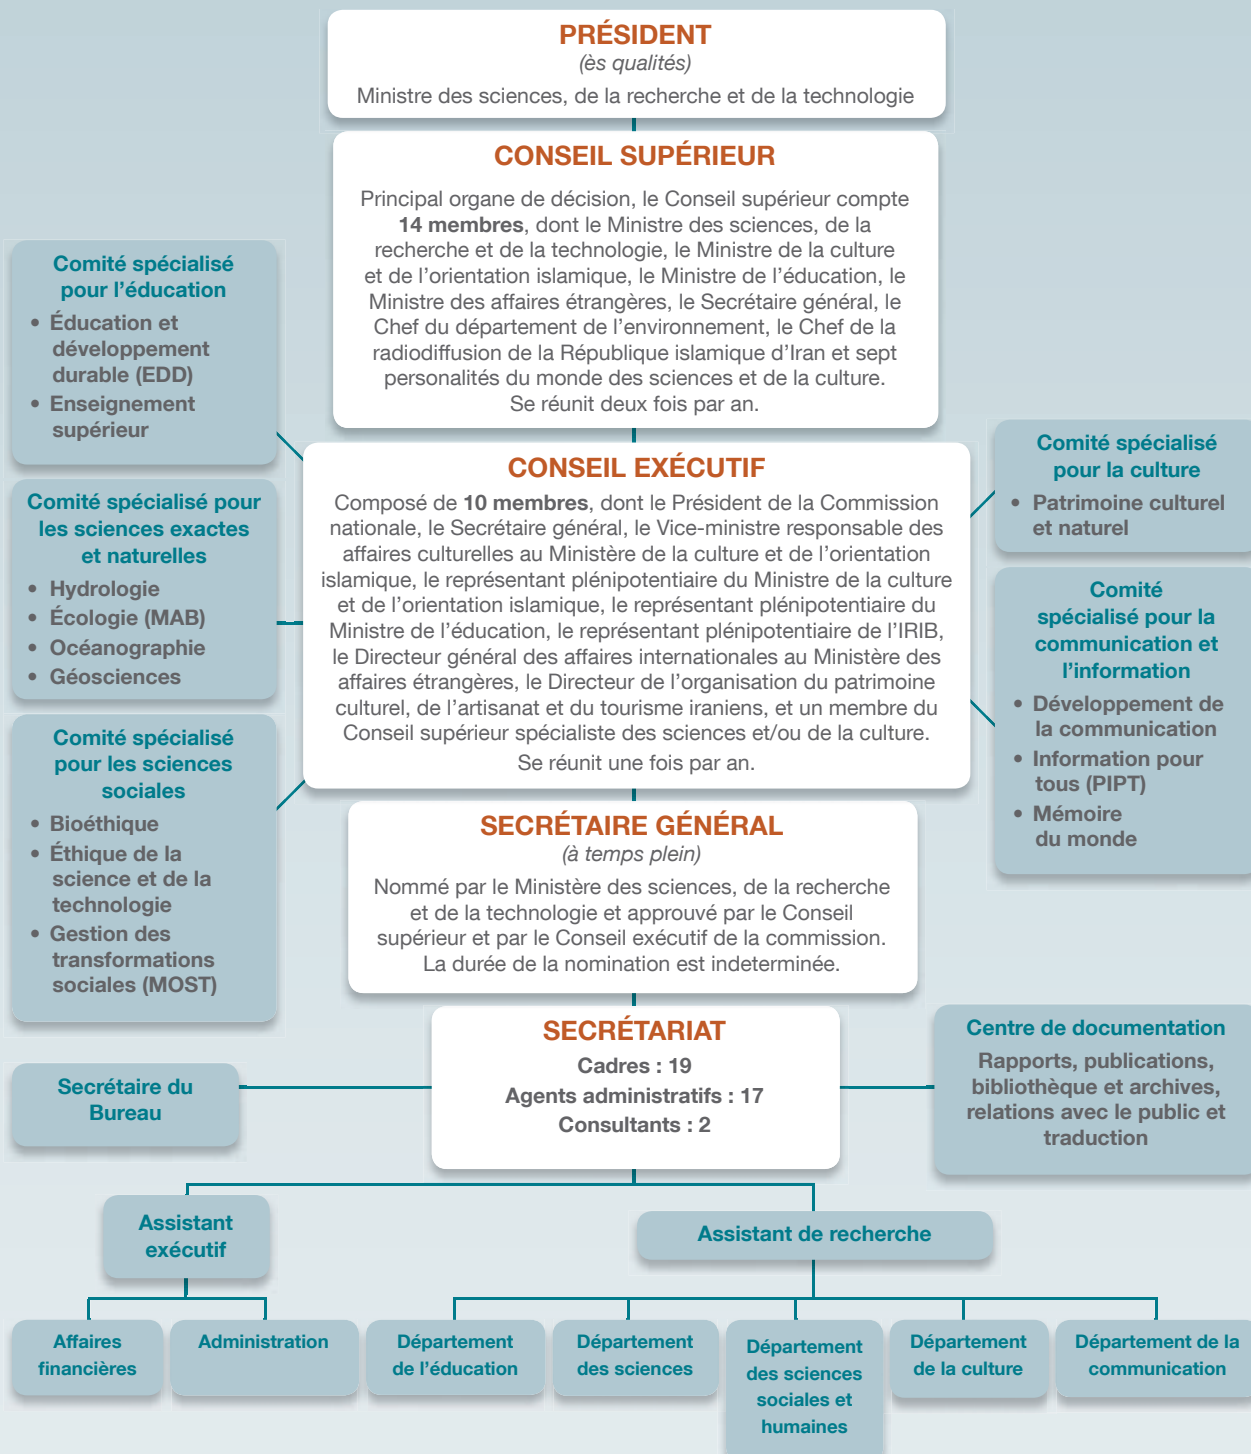 PRÉSIDENT
(ès qualités)
Ministre des sciences, de la recherche et de la technologie
CONSEIL SUPÉRIEUR
Principal organe de décision, le Conseil supérieur compte
14 membres, dont le Ministre des sciences, de la
recherche et de la technologie, le Ministre de la culture
et de l'orientation islamique, le Ministre de l'éducation, le
Ministre des affaires étrangères, le Secrétaire général, le
Chef du département de l'environnement, le Chef de la
radiodiffusion de la République islamique d'Iran et sept
personalités du monde des sciences et de la culture.
Se réunit deux fois par an.
Comité spécialisé
pour l'éducation
• Éducation et
développement
durable (EDD)
• Enseignement
supérieur
Comité spécialisé pour
les sciences exactes
et naturelles
• Hydrologie
• Écologie (MAB)
• Océanographie
• Géosciences
Comité spécialisé
pour les sciences
sociales
• Bioéthique
• Éthique de la
science et de la
technologie
• Gestion des
transformations
sociales (MOST)
CONSEIL EXÉCUTIF
Composé de 10 membres, dont le Président de la Commission
nationale, le Secrétaire général, le Vice-ministre responsable des
affaires culturelles au Ministère de la culture et de l'orientation
islamique, le représentant plénipotentiaire du Ministre de la culture
et de l'orientation islamique, le représentant plénipotentiaire du
Ministre de l'éducation, le représentant plénipotentiaire de l'IRIB,
le Directeur général des affaires internationales au Ministère des
affaires étrangères, le Directeur de l'organisation du patrimoine
culturel, de l'artisanat et du tourisme iraniens, et un membre du
Conseil supérieur spécialiste des sciences et/ou de la culture.
Se réunit une fois par an.
Comité spécialisé
pour la culture
• Patrimoine culturel
et naturel
Comité
spécialisé pour la
communication et
l'information
• Développement de
la communication
• Information pour
tous (PIPT)
• Mémoire
du monde
SECRÉTAIRE GÉNÉRAL
(à temps plein)
Nommé par le Ministère des sciences, de la recherche
et de la technologie et approuvé par le Conseil
supérieur et par le Conseil exécutif de la commission.
La durée de la nomination est indeterminée.
SECRÉTARIAT
Cadres : 19
Agents administratifs : 17
Consultants : 2
Secrétaire du
Bureau
Centre de documentation
Rapports, publications,
bibliothèque et archives,
relations avec le public et
traduction
Assistant
exécutif
Assistant de recherche
Affaires
financières
Administration
Département
de l'éducation
Département
des sciences
Département
des sciences
sociales et
humaines
Département
de la culture
Département de la
communication